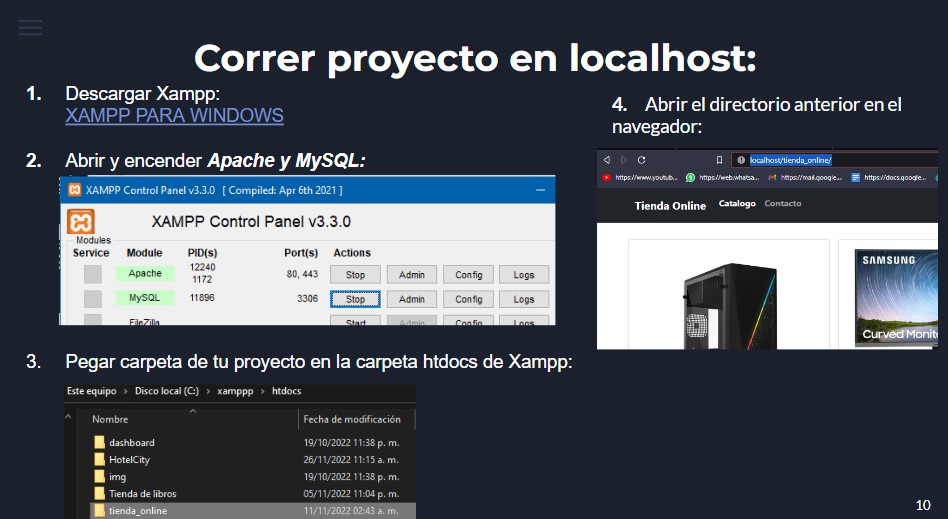 Correr proyecto en localhost:
1. Descargar Xampp:
XAMPP PARA WINDOWS
2. Abrir y encender Apache y MySQL:
XAMPP Control Panel v3.3.0 [ Compiled: Apr 6th 2021 ]
XAMPP Control Panel v3.3.0
Modules
Service Module PID(s) Port(s) Actions
Apache 12240 1172 80, 443 Stop Admin Config Logs
MySQL 11896 3306 Stop Admin Config Logs
FileZilla Start Admin Config Logs
3. Pegar carpeta de tu proyecto en la carpeta htdocs de Xampp:
Este equipo > Disco local (C:) > xamppp > htdocs
Nombre Fecha de modificación
dashboard 19/10/2022 11:38 p. m.
HotelCity 26/11/2022 11:15 a. m.
img 19/10/2022 11:38 p. m.
Tienda de libros 05/11/2022 11:04 p. m.
tienda_online 11/11/2022 02:43 a. m.
4. Abrir el directorio anterior en el
navegador:
localhost/tienda_online/
https://www.youtub... https://web.whatsa... https://mail.google... https://docs.google...
Tienda Online Catalogo Contacto
SAMSUNG
Curved Monit
10